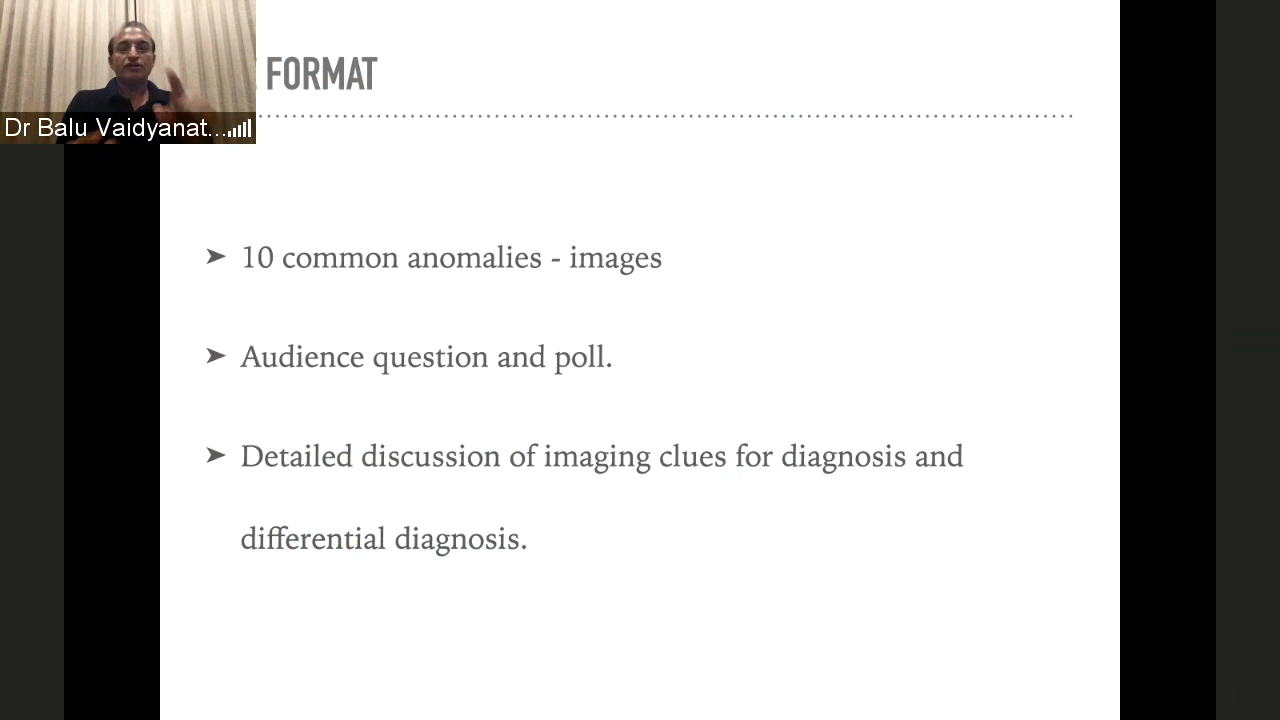 FORMAT
Dr Balu Vaidyanat...
➤ 10 common anomalies - images
➤ Audience question and poll.
➤ Detailed discussion of imaging clues for diagnosis and
differential diagnosis.